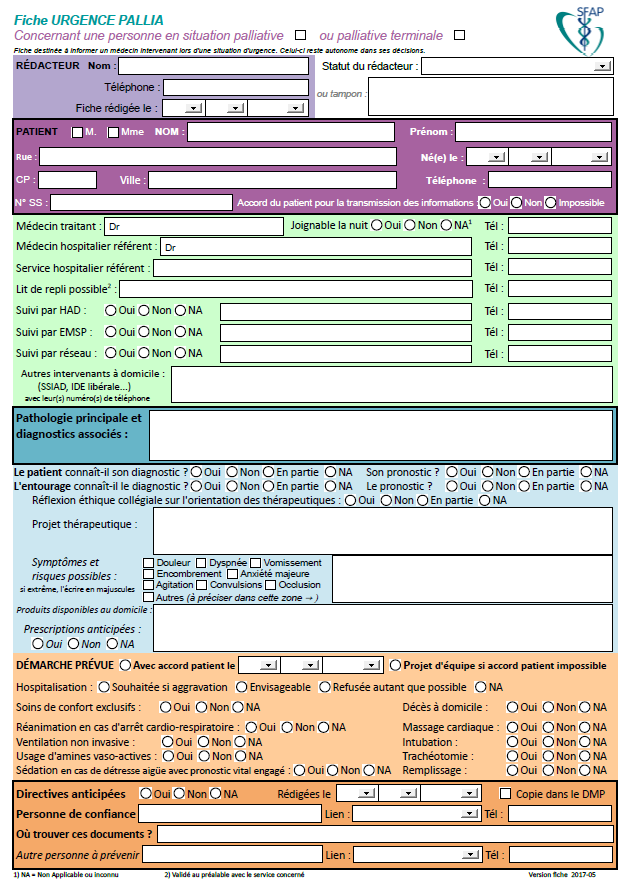 Fiche URGENCE PALLIA
SFAP
Concernant une personne en situation palliative ou palliative terminale
Fiche destinée à informer un médecin intervenant lors d'une situation d'urgence. Celui-ci reste autonome dans ses décisions.
RÉDACTEUR Nom : Statut du rédacteur :
Téléphone : ou tampon :
Fiche rédigée le :
PATIENT M. Mme NOM : Prénom :
Rue : Né(e) le :
CP : Ville : Téléphone :
N° SS : Accord du patient pour la transmission des informations : Oui Non Impossible
Médecin traitant : Dr Joignable la nuit Oui Non NA¹ Tél :
Médecin hospitalier référent : Dr Tél :
Service hospitalier référent : Tél :
Lit de repli possible² : Tél :
Suivi par HAD : Oui Non NA Tél :
Suivi par EMSP : Oui Non NA Tél :
Suivi par réseau : Oui Non NA Tél :
Autres intervenants à domicile :
(SSIAD, IDE libérale...)
avec leur(s) numéro(s) de téléphone
Pathologie principale et
diagnostics associés :
Le patient connaît-il son diagnostic ? Oui Non En partie NA Son pronostic ? Oui Non En partie NA
L'entourage connaît-il le diagnostic ? Oui Non En partie NA Le pronostic ? Oui Non En partie NA
Réflexion éthique collégiale sur l'orientation des thérapeutiques : Oui Non En partie NA
Projet thérapeutique :
Symptômes et Douleur Dyspnée Vomissement
risques possibles : Encombrement Anxiété majeure
si extrême, l'écrire en majuscules Agitation Convulsions Occlusion
Autres (à préciser dans cette zone → )
Produits disponibles au domicile :
Prescriptions anticipées :
Oui Non NA
DÉMARCHE PRÉVUE Avec accord patient le Projet d'équipe si accord patient impossible
Hospitalisation : Souhaitée si aggravation Envisageable Refusée autant que possible NA
Soins de confort exclusifs : Oui Non NA Décès à domicile : Oui Non NA
Réanimation en cas d'arrêt cardio-respiratoire : Oui Non NA Massage cardiaque : Oui Non NA
Ventilation non invasive : Oui Non NA Intubation : Oui Non NA
Usage d'amines vaso-actives : Oui Non NA Trachéotomie : Oui Non NA
Sédation en cas de détresse aigüe avec pronostic vital engagé : Oui Non NA Remplissage : Oui Non NA
Directives anticipées Oui Non NA Rédigées le Copie dans le DMP
Personne de confiance Lien : Tél :
Où trouver ces documents ?
Autre personne à prévenir Lien : Tél :
1) NA = Non Applicable ou inconnu 2) Validé au préalable avec le service concerné Version fiche 2017-05